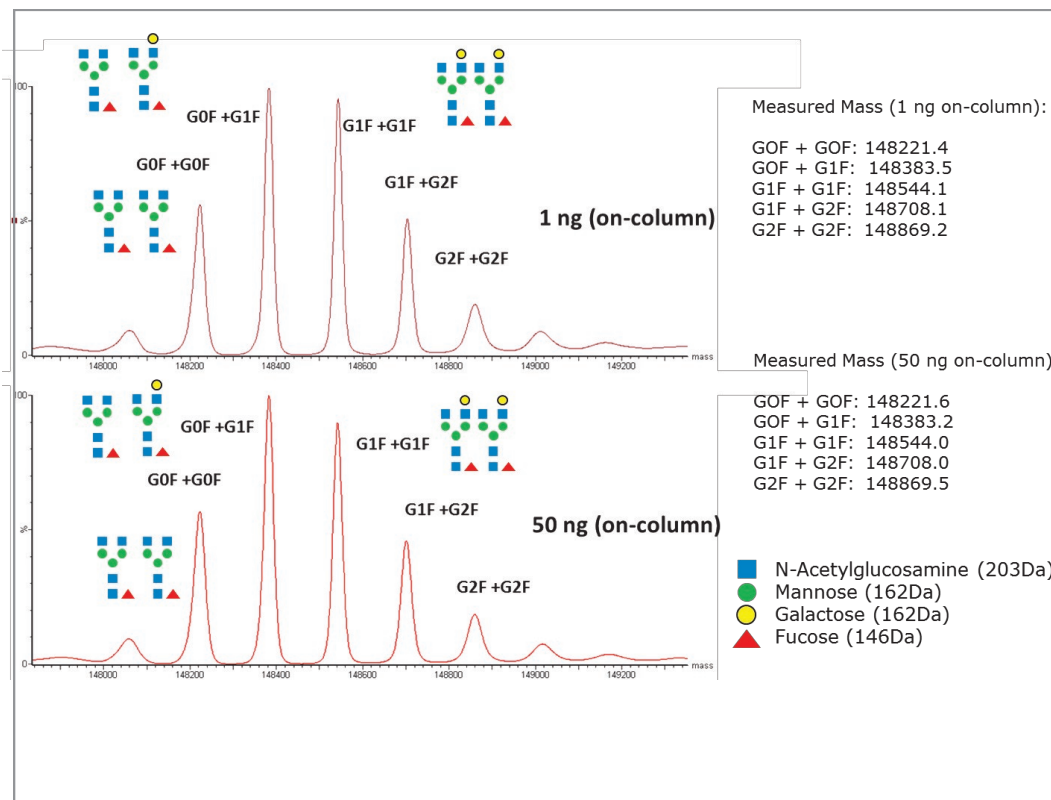 100
G0F +G1F
G1F +G1F
G0F +G0F
G1F +G2F
%
1 ng (on-column)
G2F +G2F
0
mass
148000 148200 148400 148600 148800 149000 149200
Measured Mass (1 ng on-column):
GOF + GOF: 148221.4
GOF + G1F: 148383.5
G1F + G1F: 148544.1
G1F + G2F: 148708.1
G2F + G2F: 148869.2
100
G0F +G1F
G1F +G1F
G0F +G0F
G1F +G2F
%
50 ng (on-column)
G2F +G2F
0
mass
148000 148200 148400 148600 148800 149000 149200
Measured Mass (50 ng on-column)
GOF + GOF: 148221.6
GOF + G1F: 148383.2
G1F + G1F: 148544.0
G1F + G2F: 148708.0
G2F + G2F: 148869.5
N-Acetylglucosamine (203Da)
Mannose (162Da)
Galactose (162Da)
Fucose (146Da)